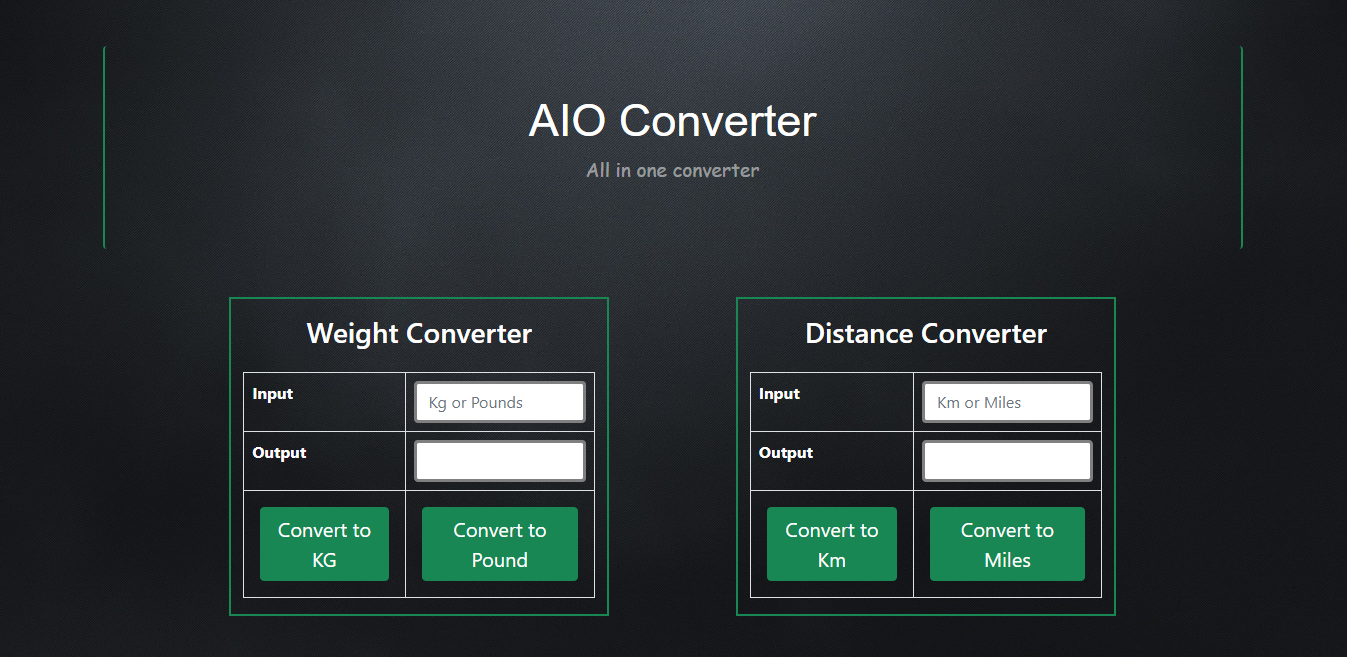 AIO Converter
All in one converter
Weight Converter
Input
Kg or Pounds
Output
Convert to
KG
Convert to
Pound
Distance Converter
Input
Km or Miles
Output
Convert to
Km
Convert to
Miles